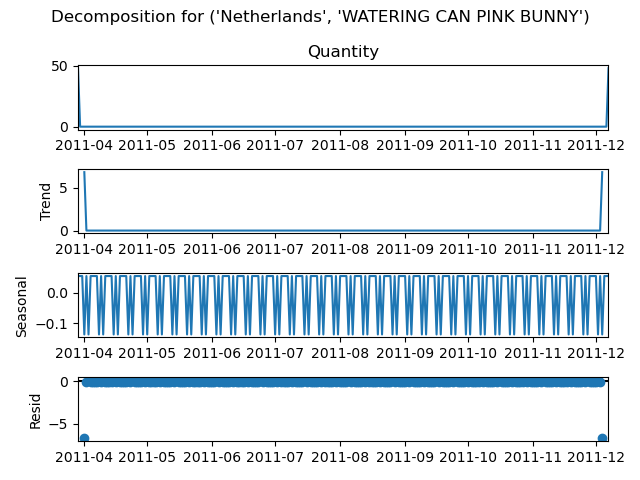 Decomposition for ('Netherlands', 'WATERING CAN PINK BUNNY')
Quantity
50
0
2011-04 2011-05 2011-06 2011-07 2011-08 2011-09 2011-10 2011-11 2011-12
Trend
5
0
2011-04 2011-05 2011-06 2011-07 2011-08 2011-09 2011-10 2011-11 2011-12
Seasonal
0.0
−0.1
2011-04 2011-05 2011-06 2011-07 2011-08 2011-09 2011-10 2011-11 2011-12
Resid
0
−5
2011-04 2011-05 2011-06 2011-07 2011-08 2011-09 2011-10 2011-11 2011-12